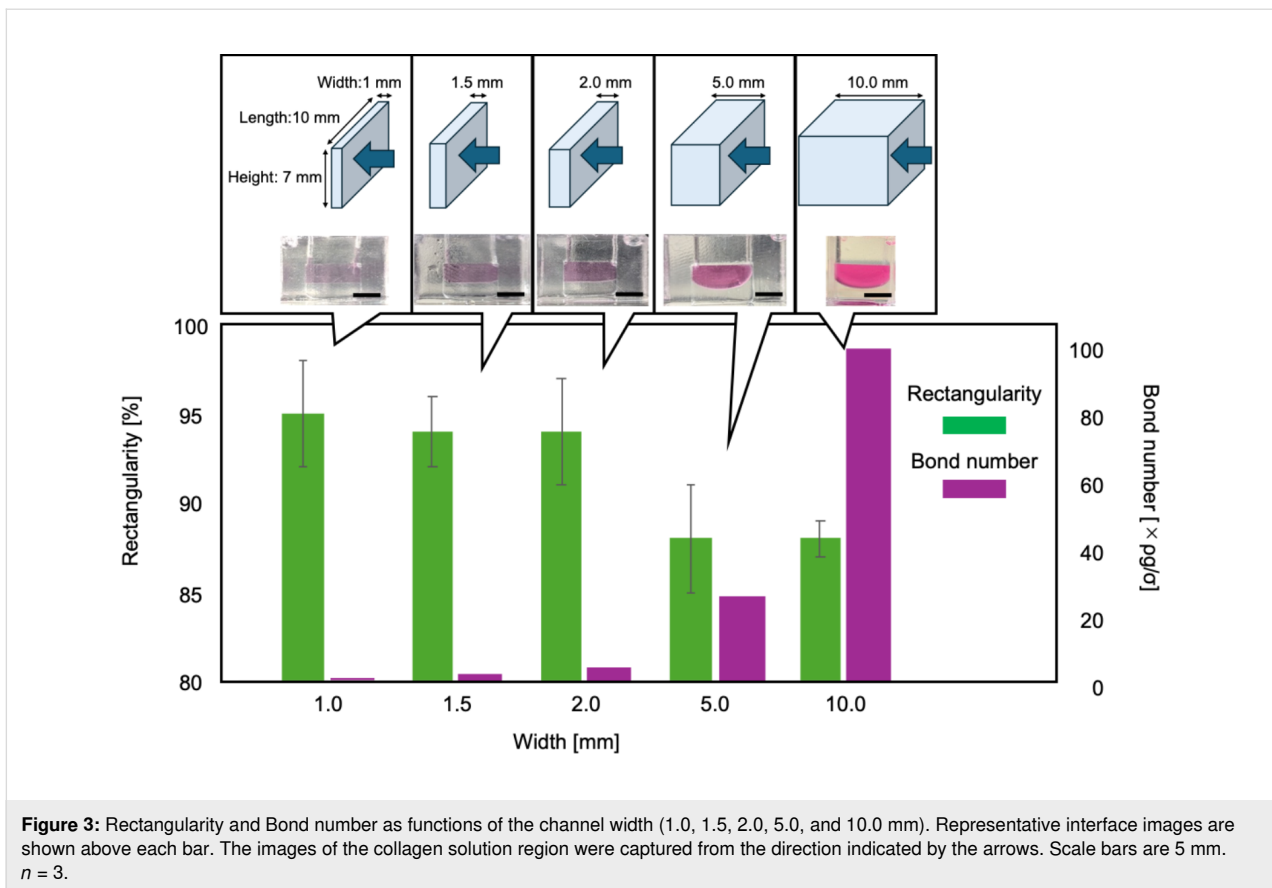 Width:1 mm
1.5 mm
2.0 mm
5.0 mm
10.0 mm
Length:10 mm
Height: 7 mm
100
95
90
85
80
Rectangularity [%]
100
80
60
40
20
0
Bond number [×ρg/σ]
Rectangularity
Bond number
1.0
1.5
2.0
5.0
10.0
Width [mm]
Figure 3: Rectangularity and Bond number as functions of the channel width (1.0, 1.5, 2.0, 5.0, and 10.0 mm). Representative interface images are
shown above each bar. The images of the collagen solution region were captured from the direction indicated by the arrows. Scale bars are 5 mm.
n = 3.